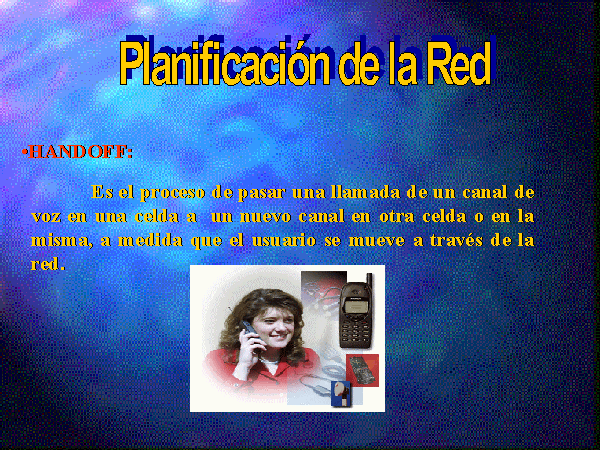 Planificación de la Red
•HANDOFF:
Es el proceso de pasar una llamada de un canal de
voz en una celda a un nuevo canal en otra celda o en la
misma, a medida que el usuario se mueve a través de la
red.